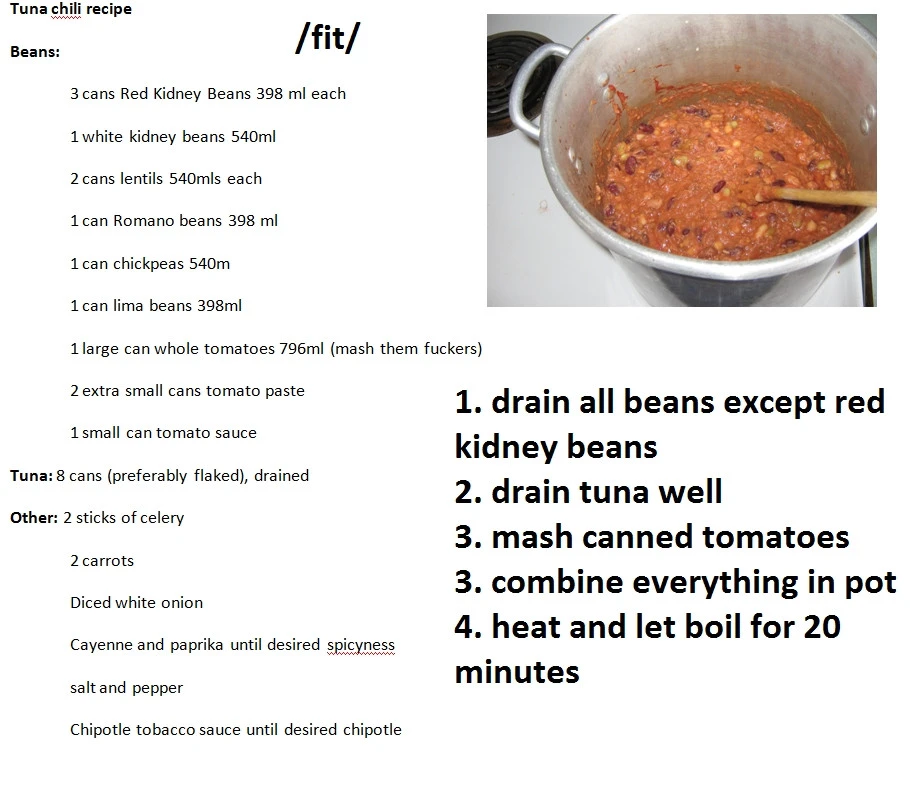 Tuna chili recipe
/fit/
Beans:
3 cans Red Kidney Beans 398 ml each
1 white kidney beans 540ml
2 cans lentils 540mls each
1 can Romano beans 398 ml
1 can chickpeas 540m
1 can lima beans 398ml
1 large can whole tomatoes 796ml (mash them fuckers)
2 extra small cans tomato paste
1 small can tomato sauce
Tuna: 8 cans (preferably flaked), drained
Other: 2 sticks of celery
2 carrots
Diced white onion
Cayenne and paprika until desired spicyness
salt and pepper
Chipotle tobacco sauce until desired chipotle
1. drain all beans except red
kidney beans
2. drain tuna well
3. mash canned tomatoes
3. combine everything in pot
4. heat and let boil for 20
minutes